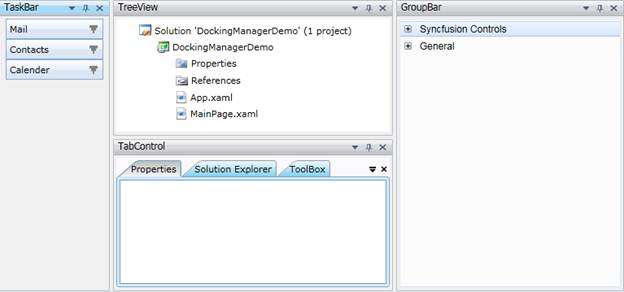 TaskBar
Mail
Contacts
Calender
TreeView
Solution 'DockingManagerDemo' (1 project)
DockingManagerDemo
Properties
References
App.xaml
MainPage.xaml
TabControl
Properties Solution Explorer ToolBox
GroupBar
Syncfusion Controls
General